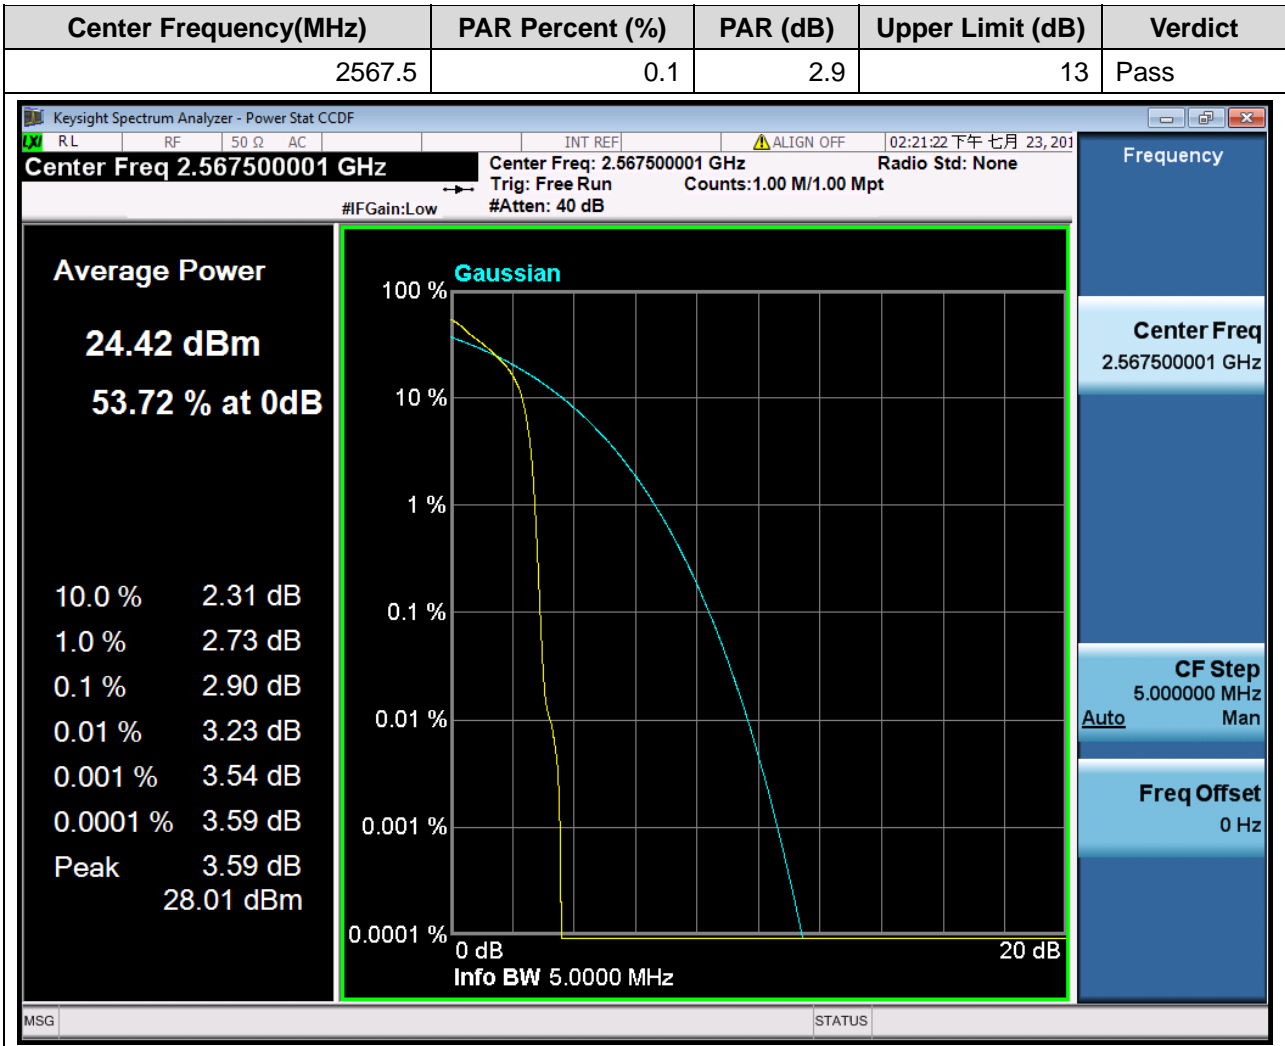 Center Frequency(MHz) PAR Percent (%) PAR (dB) Upper Limit (dB) Verdict
2567.5 0.1 2.9 13 Pass
Keysight Spectrum Analyzer - Power Stat CCDF
LXI RL RF 50 Ω AC INT REF ALIGN OFF 02:21:22 下午 七月 23, 201
Center Freq 2.567500001 GHz
#IFGain:Low
Center Freq: 2.567500001 GHz Radio Std: None
Trig: Free Run Counts:1.00 M/1.00 Mpt
#Atten: 40 dB
Average Power
24.42 dBm
53.72 % at 0dB
10.0 % 2.31 dB
1.0 % 2.73 dB
0.1 % 2.90 dB
0.01 % 3.23 dB
0.001 % 3.54 dB
0.0001 % 3.59 dB
Peak 3.59 dB
28.01 dBm
Gaussian
100 %
10 %
1 %
0.1 %
0.01 %
0.001 %
0.0001 %
0 dB 20 dB
Info BW 5.0000 MHz
Frequency
Center Freq
2.567500001 GHz
CF Step
5.000000 MHz
Auto Man
Freq Offset
0 Hz
MSG STATUS